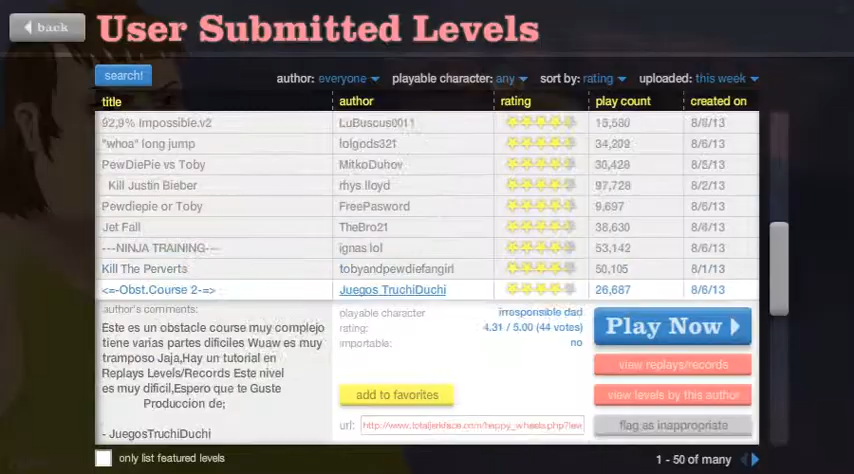 back
User Submitted Levels
search!
author: everyone playable character: any sort by: rating uploaded: this week
title author rating play count created on
92,9% Impossible.v2 LuBuscus0011 15,580 8/8/13
"whoa" long jump lolgods321 34,209 8/6/13
PewDiePie vs Toby MitkoDuhov 30,428 8/5/13
Kill Justin Bieber rhys lloyd 97,728 8/2/13
Pewdiepie or Toby FreePasword 9,697 8/6/13
Jet Fall TheBro21 38,630 8/6/13
---NINJA TRAINING--- ignas lol 53,142 8/6/13
Kill The Perverts tobyandpewdiefangirl 50,105 8/1/13
<=-Obst.Course 2-=> Juegos TruchiDuchi 26,687 8/6/13
author's comments:
Este es un obstacle course muy complejo
tiene varias partes dificiles Wuaw es muy
tramposo Jaja,Hay un tutorial en
Replays Levels/Records Este nivel
es muy dificil,Espero que te Guste
Produccion de;
- JuegosTruchiDuchi
playable character irresponsible dad
rating: 4.31 / 5.00 (44 votes)
importable: no
add to favorites
url: http://www.totaljerkface.com/happy_wheels.php?lev
Play Now
view replays/records
view levels by this author
flag as inappropriate
only list featured levels
1 - 50 of many